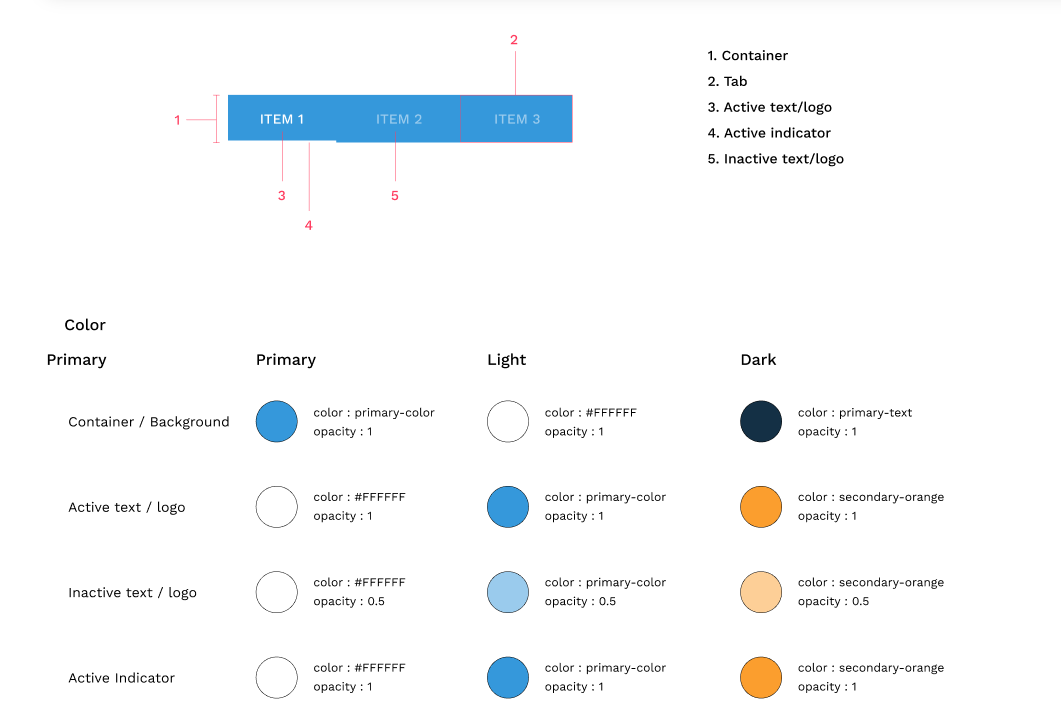 2
1. Container
2. Tab
3. Active text/logo
4. Active indicator
5. Inactive text/logo
1
ITEM 1
ITEM 2
ITEM 3
3
5
4
Color
Primary
Primary
Light
Dark
Container / Background
color : primary-color
opacity : 1
color : #FFFFFF
opacity : 1
color : primary-text
opacity : 1
Active text / logo
color : #FFFFFF
opacity : 1
color : primary-color
opacity : 1
color : secondary-orange
opacity : 1
Inactive text / logo
color : #FFFFFF
opacity : 0.5
color : primary-color
opacity : 0.5
color : secondary-orange
opacity : 0.5
Active Indicator
color : #FFFFFF
opacity : 1
color : primary-color
opacity : 1
color : secondary-orange
opacity : 1